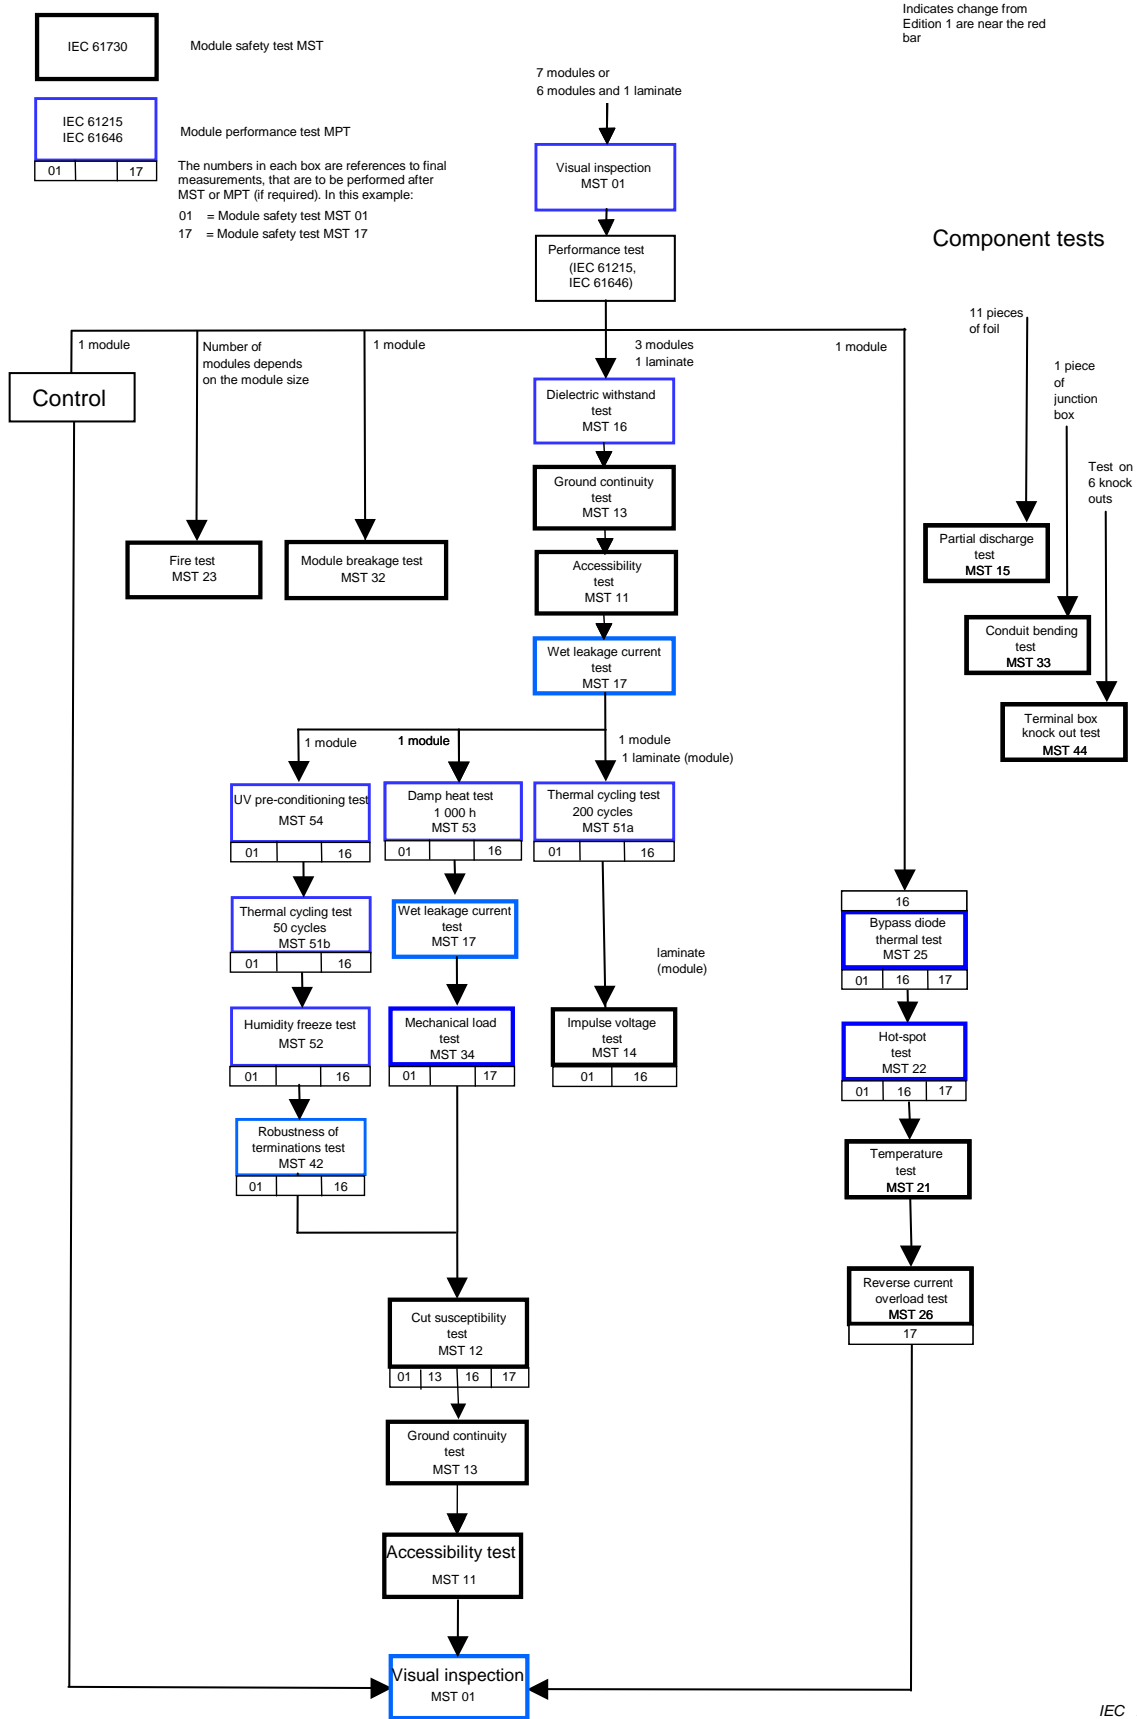 Indicates change from
Edition 1 are near the red
bar
IEC 61730
Module safety test MST
IEC 61215
IEC 61646
Module performance test MPT
01 17
The numbers in each box are references to final
measurements, that are to be performed after
MST or MPT (if required). In this example:
01 = Module safety test MST 01
17 = Module safety test MST 17
7 modules or
6 modules and 1 laminate
Visual inspection
MST 01
Performance test
(IEC 61215,
IEC 61646)
Component tests
1 module
Number of
modules depends
on the module size
1 module
3 modules
1 laminate
1 module
Control
11 pieces
of foil
1 piece
of
junction
box
Test on
6 knock
outs
Dielectric withstand
test
MST 16
Ground continuity
test
MST 13
Fire test
MST 23
Module breakage test
MST 32
Accessibility
test
MST 11
Partial discharge
test
MST 15
Conduit bending
test
MST 33
Terminal box
knock out test
MST 44
Wet leakage current
test
MST 17
1 module
1 module
1 module
1 laminate (module)
UV pre-conditioning test
MST 54
01 16
Damp heat test
1 000 h
MST 53
01 16
Thermal cycling test
200 cycles
MST 51a
01 16
Thermal cycling test
50 cycles
MST 51b
01 16
Wet leakage current
test
MST 17
laminate
(module)
16
Bypass diode
thermal test
MST 25
01 16 17
Humidity freeze test
MST 52
01 16
Mechanical load
test
MST 34
01 17
Impulse voltage
test
MST 14
01 16
Hot-spot
test
MST 22
01 16 17
Robustness of
terminations test
MST 42
01 16
Temperature
test
MST 21
Reverse current
overload test
MST 26
17
Cut susceptibility
test
MST 12
01 13 16 17
Ground continuity
test
MST 13
Accessibility test
MST 11
Visual inspection
MST 01
IEC